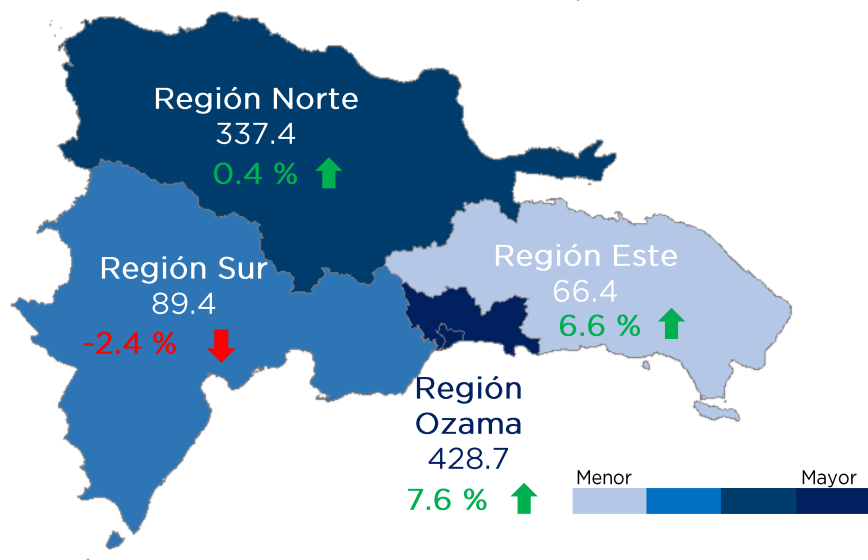 Región Norte
337.4
0.4 %
Región Sur
89.4
-2.4 %
Región Este
66.4
6.6 %
Región
Ozama
428.7
7.6 %
Menor
Mayor